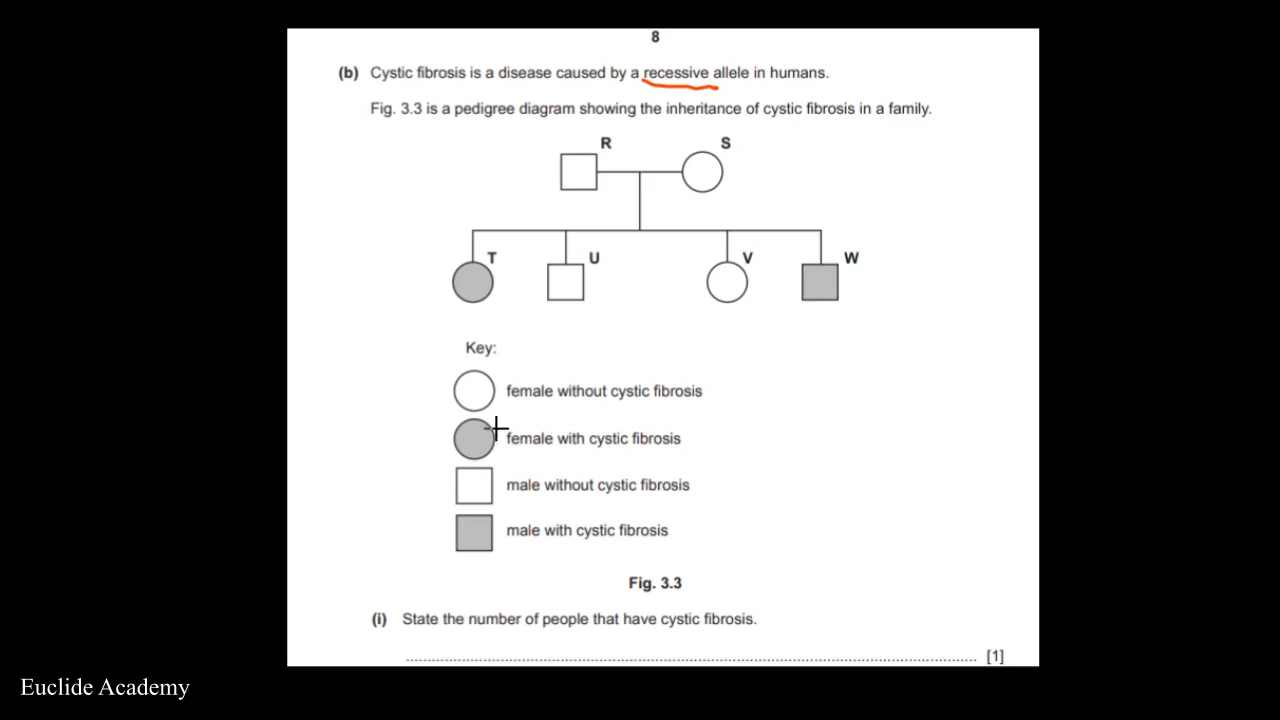 8
(b) Cystic fibrosis is a disease caused by a recessive allele in humans.
Fig. 3.3 is a pedigree diagram showing the inheritance of cystic fibrosis in a family.
R S
T U V W
Key:
female without cystic fibrosis
female with cystic fibrosis
male without cystic fibrosis
male with cystic fibrosis
Fig. 3.3
(i) State the number of people that have cystic fibrosis.
[1]
Euclide Academy